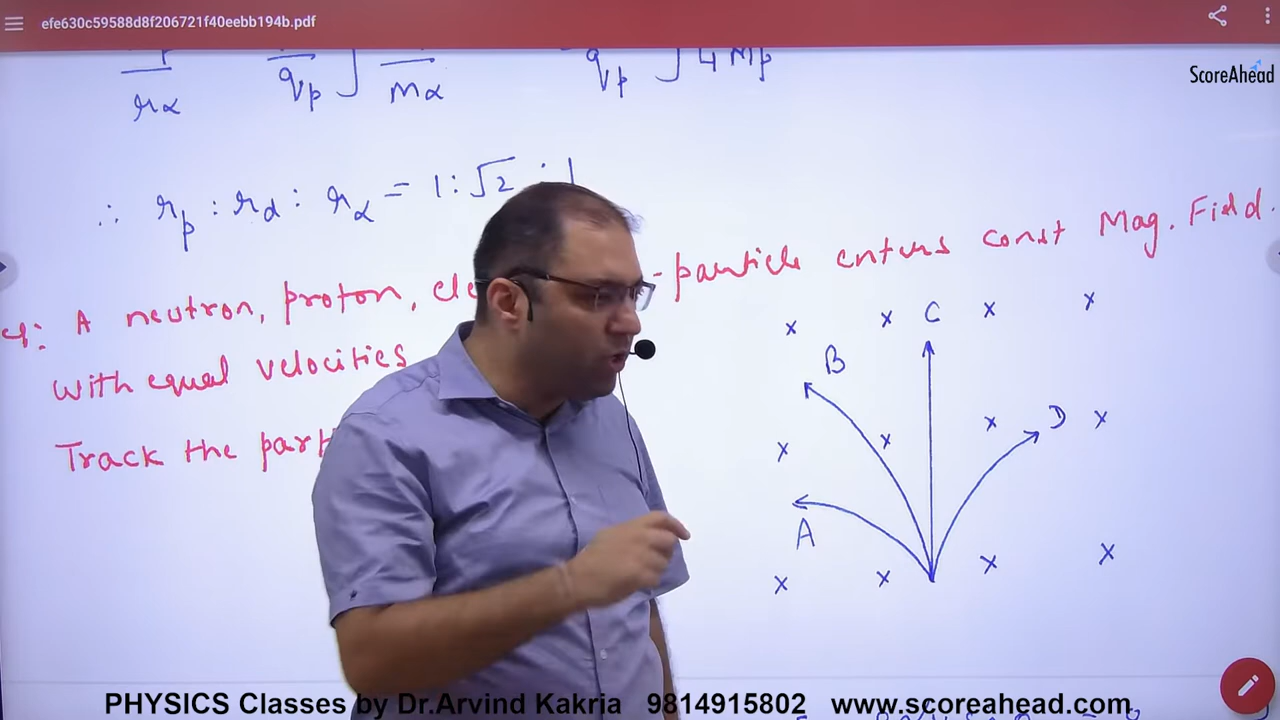 efe630c59588d8f206721f40eebb194b.pdf
ScoreAhead
rα qp mα qp 4 mp
∴ rp : rd : rα = 1 : √2 : 1
A neutron, proton, particle enters const Mag. Field.
with equal velocities
Track the
x x C x x
B
x x x D x
A
x x x x
PHYSICS Classes by Dr.Arvind Kakria 9814915802 www.scoreahead.com